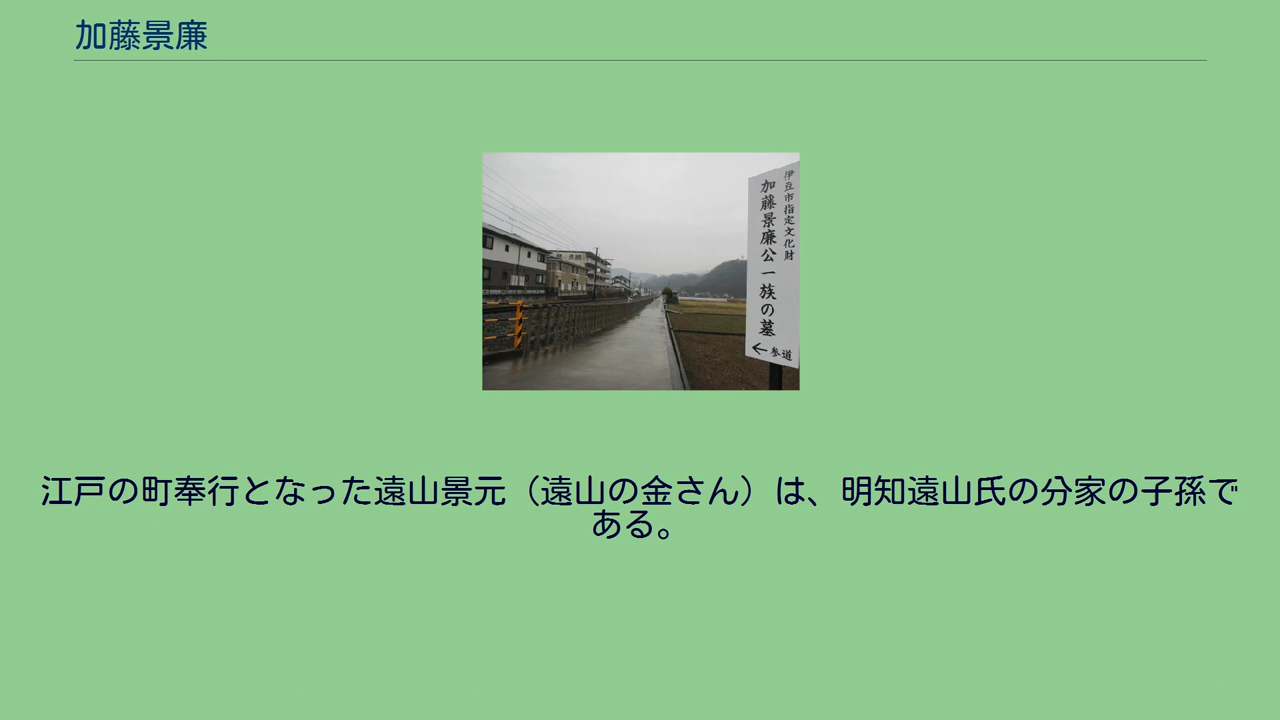 加藤景廉
伊豆市指定文化財
加藤景廉公一族の墓
←参道
江戸の町奉行となった遠山景元（遠山の金さん）は、明知遠山氏の分家の子孫で
ある。